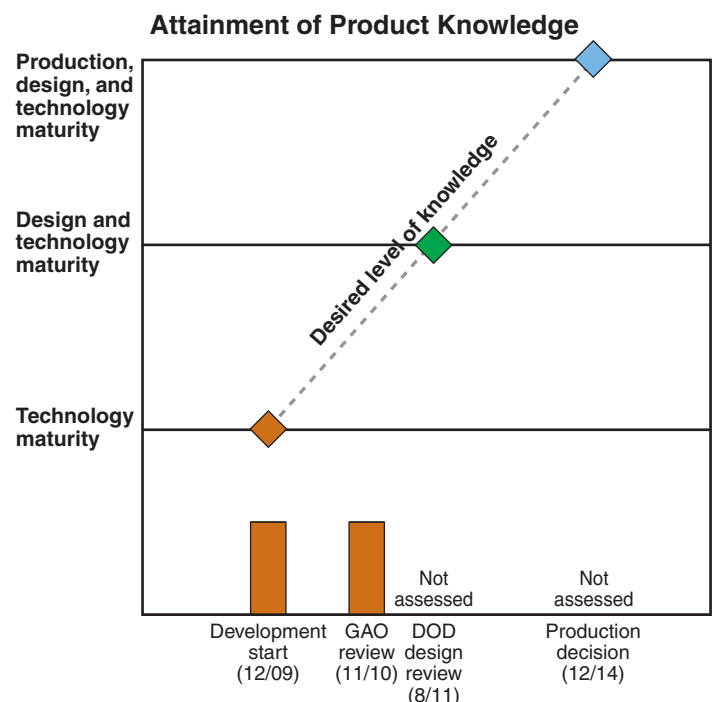 Attainment of Product Knowledge
Production,
design, and
technology
maturity
Design and
technology
maturity
Technology
maturity
Desired level of knowledge
Not
assessed
Not
assessed
Development
start
(12/09)
GAO
review
(11/10)
DOD
design
review
(8/11)
Production
decision
(12/14)